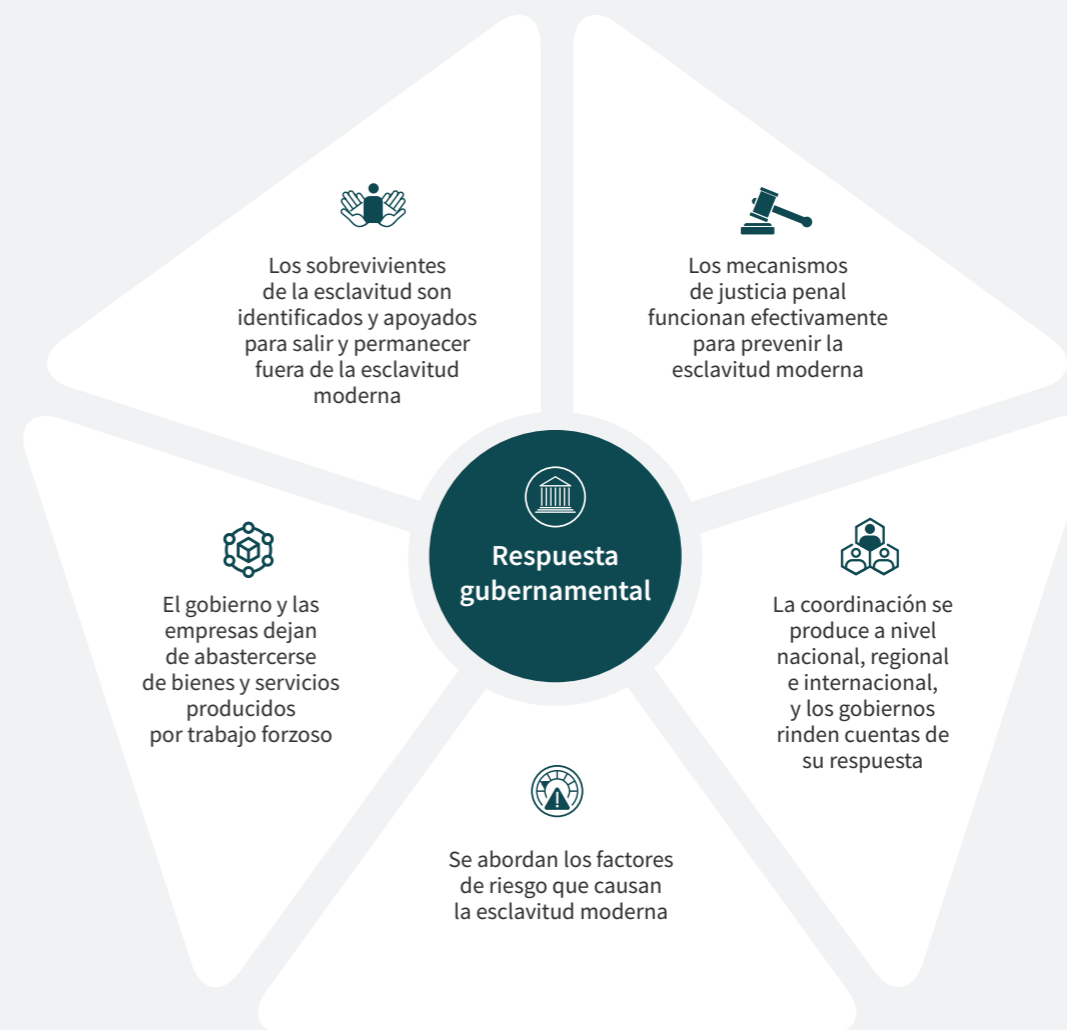 Los sobrevivientes
de la esclavitud son
identificados y apoyados
para salir y permanecer
fuera de la esclavitud
moderna
Los mecanismos
de justicia penal
funcionan efectivamente
para prevenir la
esclavitud moderna
Respuesta
gubernamental
El gobierno y las
empresas dejan
de abastercerse
de bienes y servicios
producidos
por trabajo forzoso
La coordinación se
produce a nivel
nacional, regional
e internacional,
y los gobiernos
rinden cuentas de
su respuesta
Se abordan los factores
de riesgo que causan
la esclavitud moderna